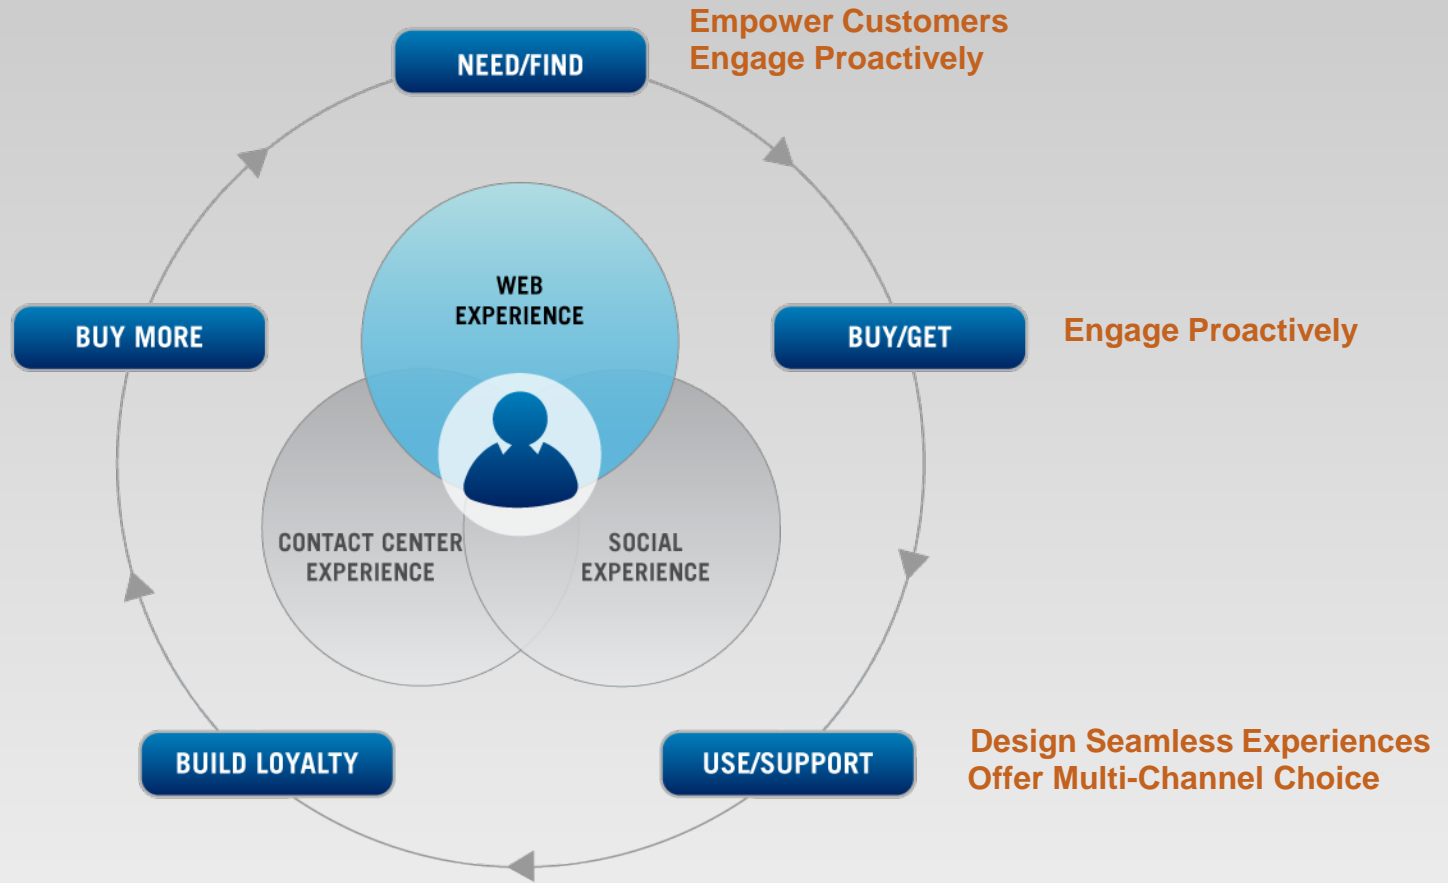 Empower Customers
Engage Proactively
NEED/FIND
WEB
EXPERIENCE
BUY MORE
BUY/GET
Engage Proactively
CONTACT CENTER
EXPERIENCE
SOCIAL
EXPERIENCE
BUILD LOYALTY
USE/SUPPORT
Design Seamless Experiences
Offer Multi-Channel Choice